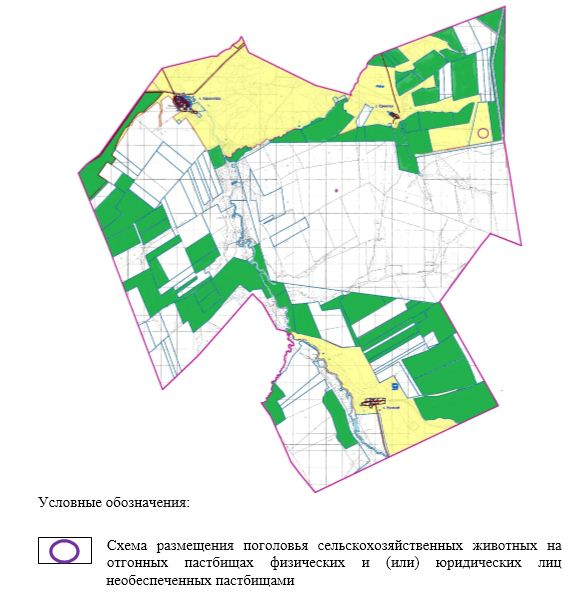 Условные обозначения:
Схема размещения поголовья сельскохозяйственных животных на
отгонных пастбищах физических и (или) юридических лиц
необеспеченных пастбищами